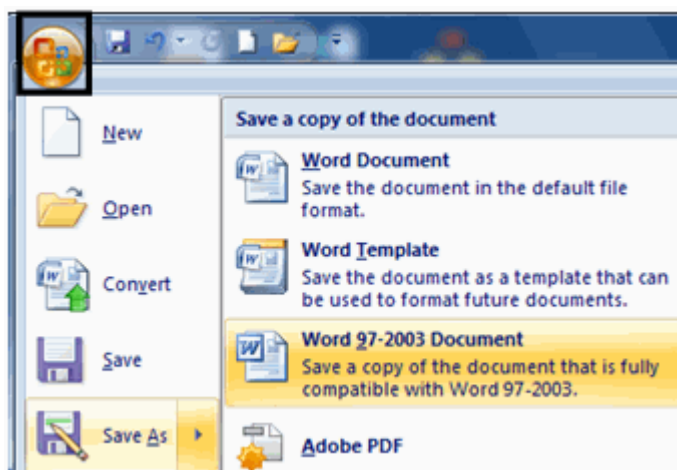 New
Open
Convert
Save
Save As
Save a copy of the document
Word Document
Save the document in the default file
format.
Word Template
Save the document as a template that can
be used to format future documents.
Word 97-2003 Document
Save a copy of the document that is fully
compatible with Word 97-2003.
Adobe PDF